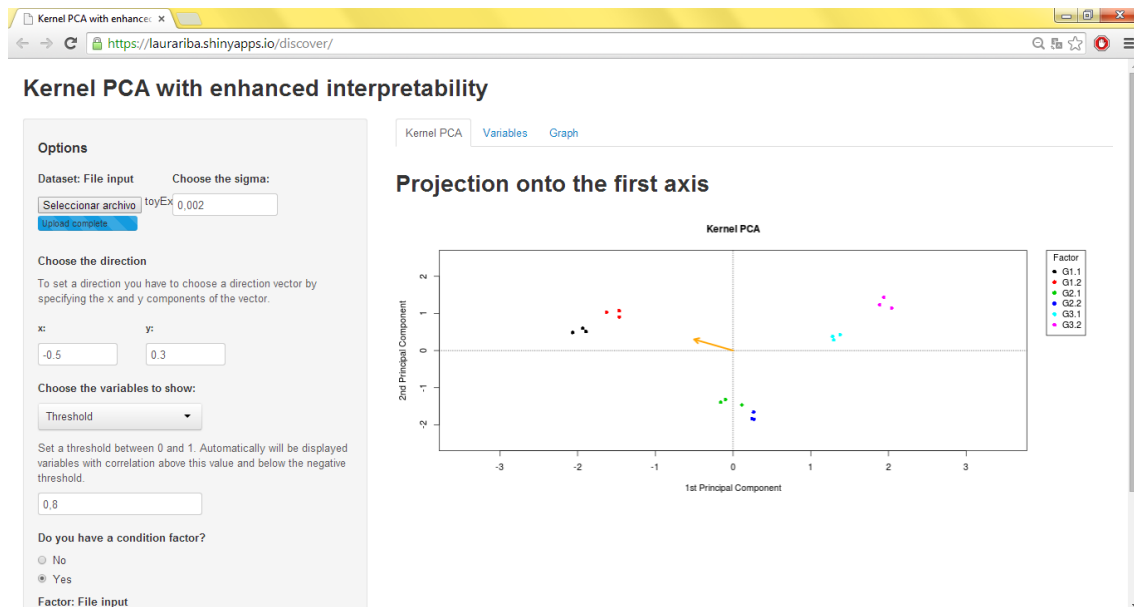 Kernel PCA with enhanced
https://laurariba.shinyapps.io/discover/
Kernel PCA with enhanced interpretability
Options
Dataset: File input
Choose the sigma:
Seleccionar archivo toyEx
0,002
Upload complete
Choose the direction
To set a direction you have to choose a direction vector by
specifying the x and y components of the vector.
x: y:
-0.5 0.3
Choose the variables to show:
Threshold
Set a threshold between 0 and 1. Automatically will be displayed
variables with correlation above this value and below the negative
threshold.
0,8
Do you have a condition factor?
No
Yes
Factor: File input
Kernel PCA Variables Graph
Projection onto the first axis
Kernel PCA
2nd Principal Component
2
1
0
-1
-2
-3 -2 -1 0 1 2 3
1st Principal Component
Factor
G1.1
G1.2
G2.1
G2.2
G3.1
G3.2